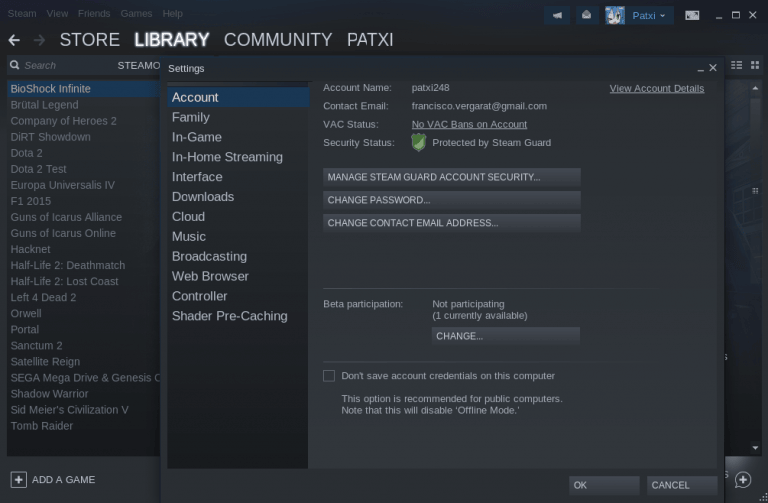 Steam View Friends Games Help
Patxi
STORE LIBRARY COMMUNITY PATXI
Search STEAMO
Settings
BioShock Infinite
Brütal Legend
Company of Heroes 2
DiRT Showdown
Dota 2
Dota 2 Test
Europa Universalis IV
F1 2015
Guns of Icarus Alliance
Guns of Icarus Online
Hacknet
Half-Life 2: Deathmatch
Half-Life 2: Lost Coast
Left 4 Dead 2
Orwell
Portal
Sanctum 2
Satellite Reign
SEGA Mega Drive & Genesis C
Shadow Warrior
Sid Meier's Civilization V
Tomb Raider
ADD A GAME
Account
Family
In-Game
In-Home Streaming
Interface
Downloads
Cloud
Music
Broadcasting
Web Browser
Controller
Shader Pre-Caching
Account Name: patxi248 View Account Details
Contact Email: francisco.vergarat@gmail.com
VAC Status: No VAC Bans on Account
Security Status: Protected by Steam Guard
MANAGE STEAM GUARD ACCOUNT SECURITY...
CHANGE PASSWORD...
CHANGE CONTACT EMAIL ADDRESS...
Beta participation: Not participating
(1 currently available)
CHANGE...
Don't save account credentials on this computer
This option is recommended for public computers.
Note that this will disable 'Offline Mode.'
OK CANCEL